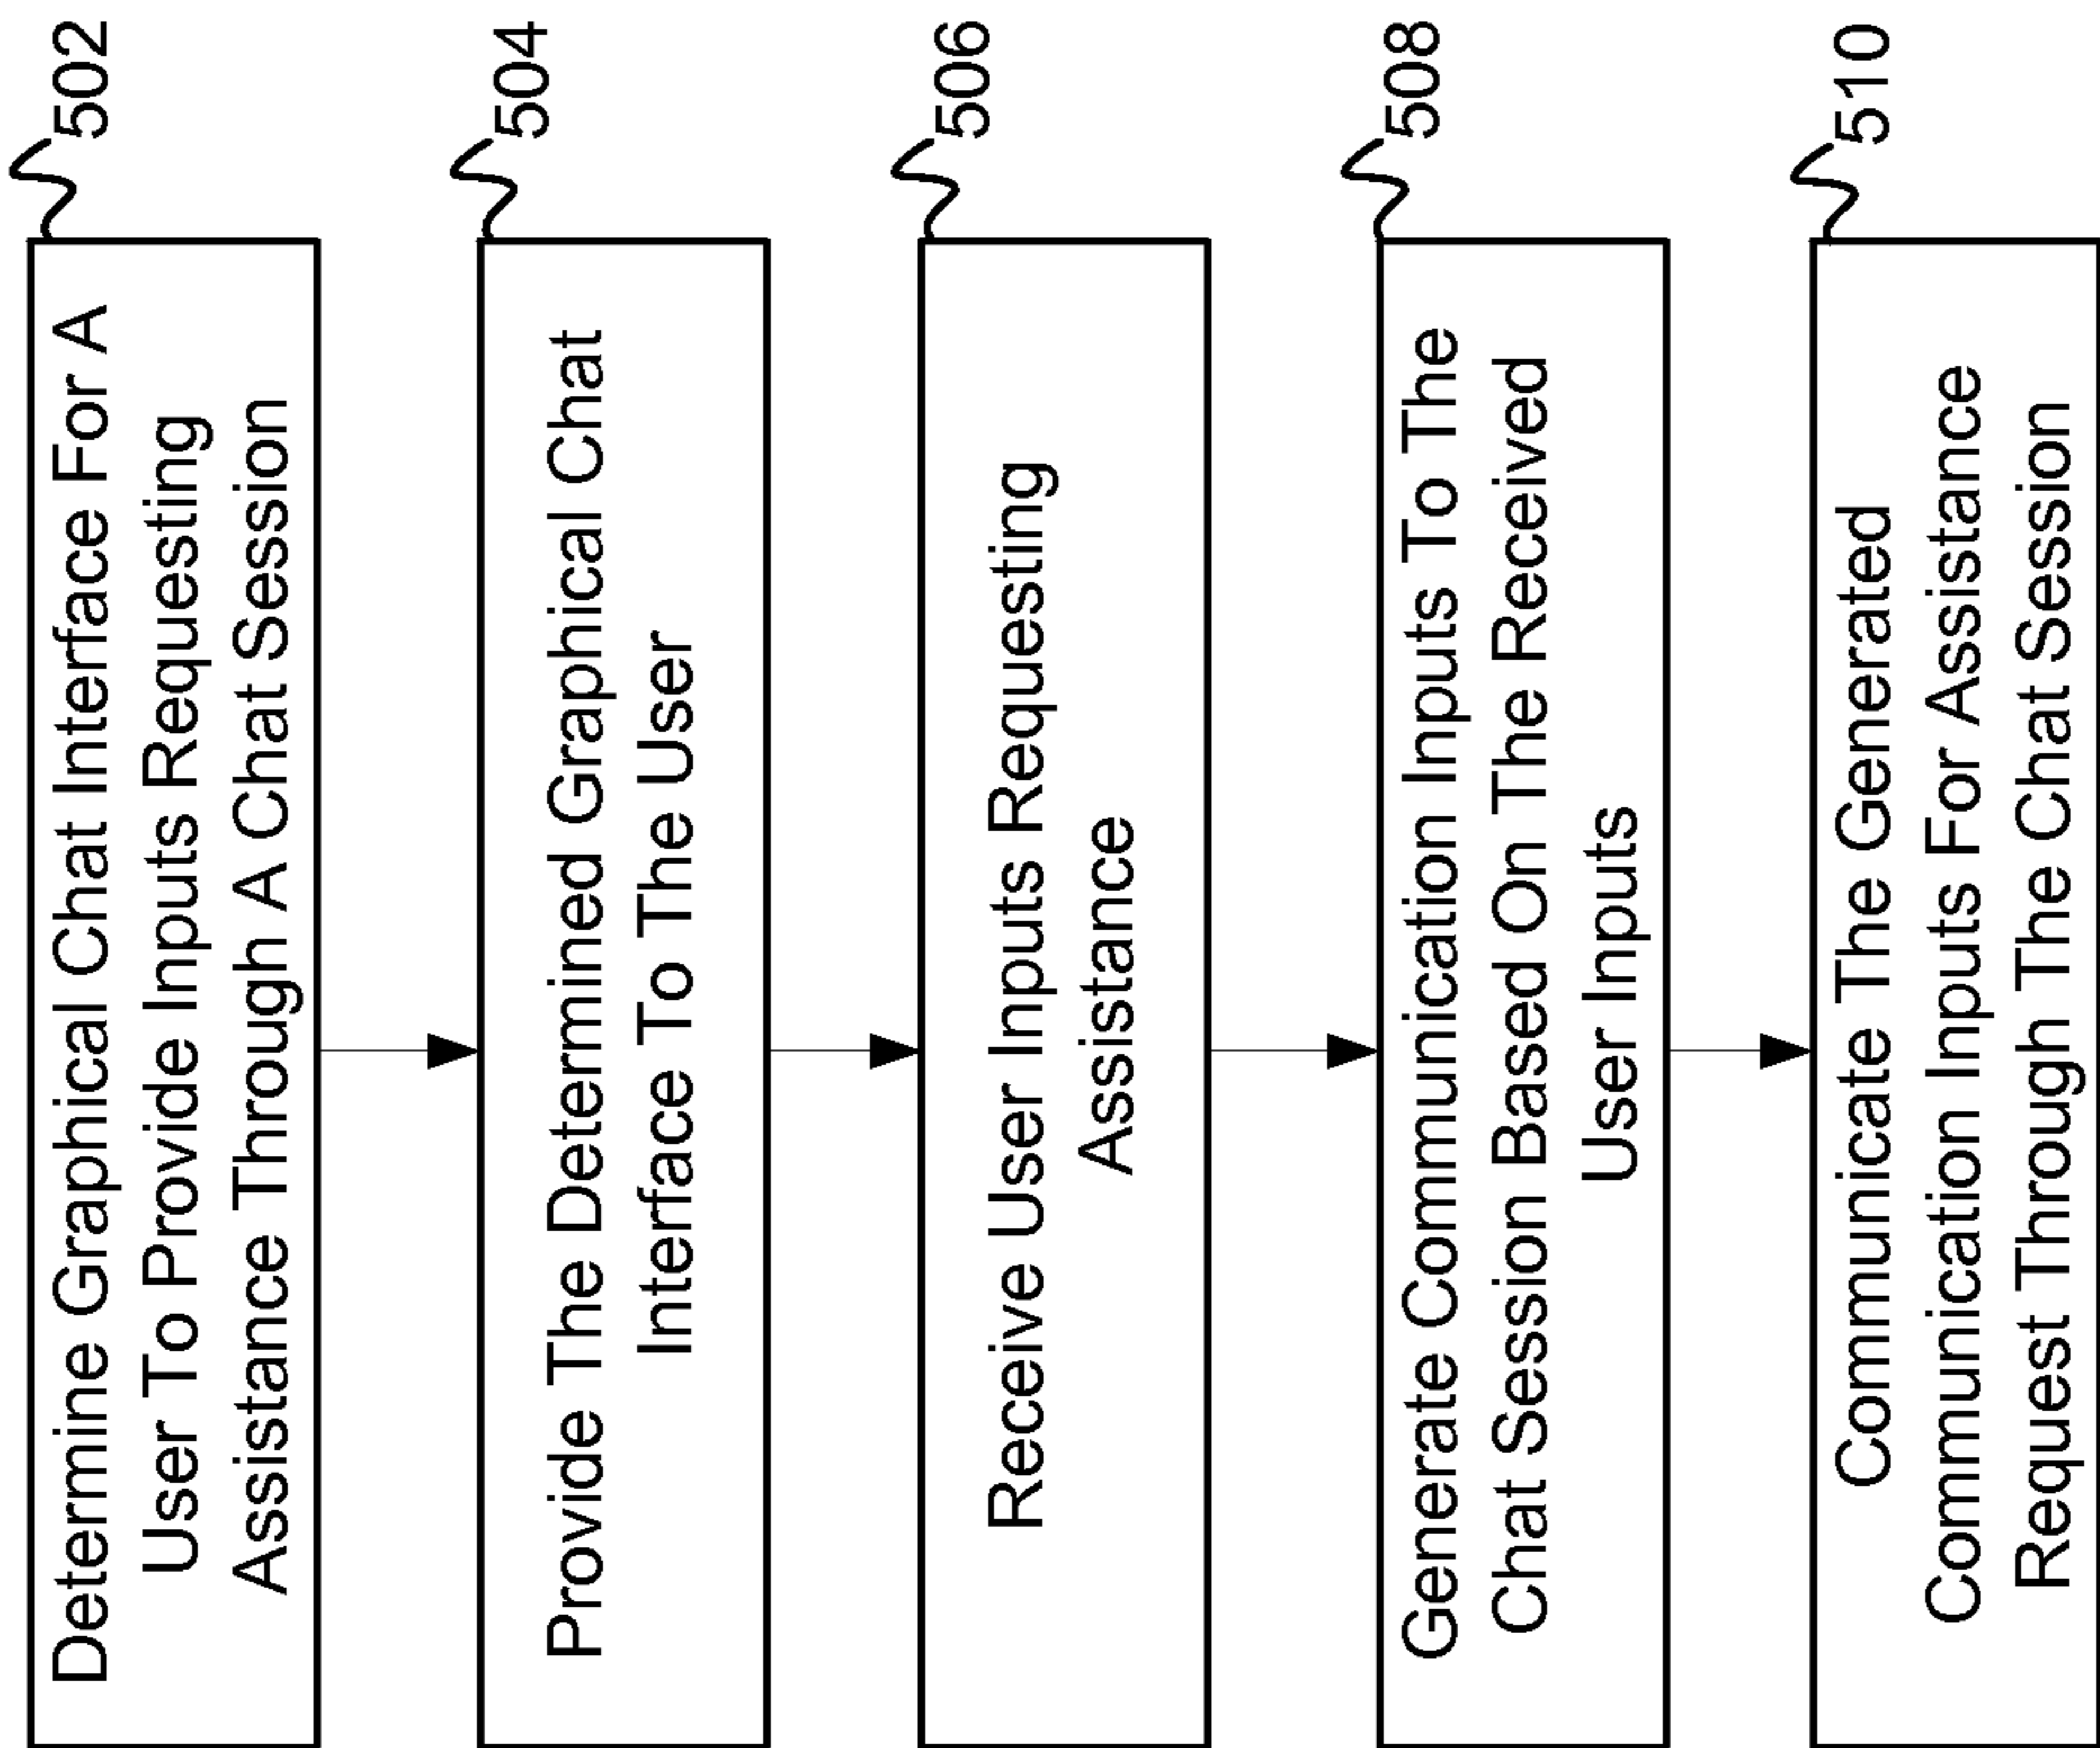 502
Determine Graphical Chat Interface For A
User To Provide Inputs Requesting
Assistance Through A Chat Session
504
Provide The Determined Graphical Chat
Interface To The User
506
Receive User Inputs Requesting
Assistance
508
Generate Communication Inputs To The
Chat Session Based On The Received
User Inputs
510
Communicate The Generated
Communication Inputs For Assistance
Request Through The Chat Session